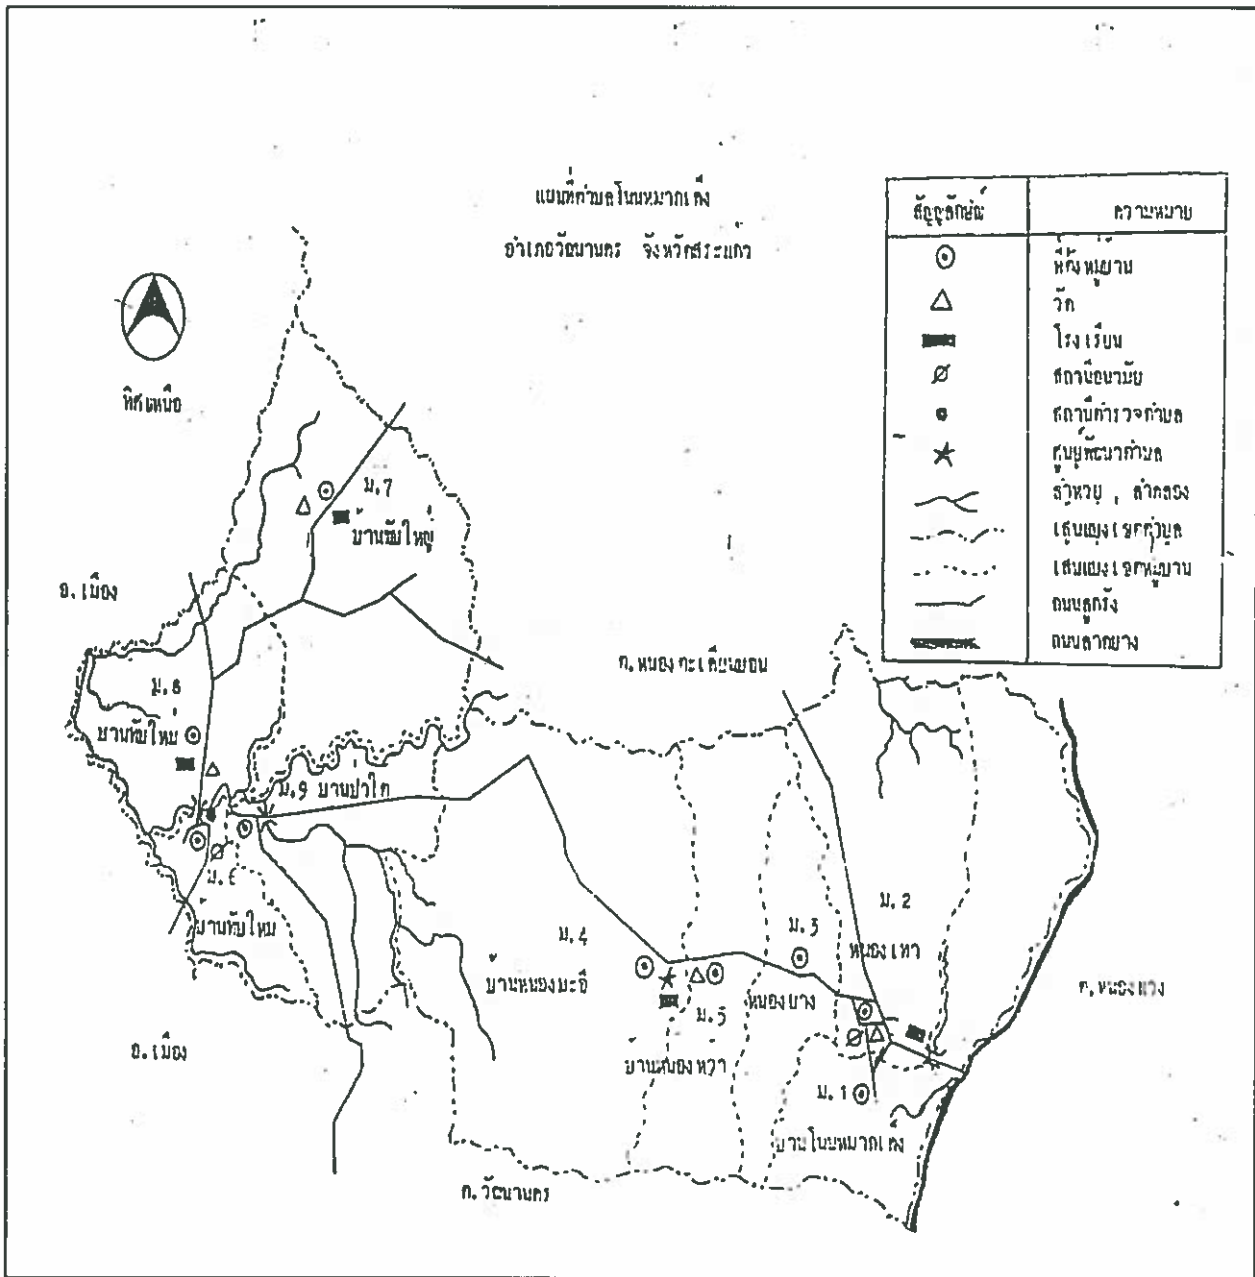 แผนที่ตำบลโนนหมากเค็ง
อำเภอวัฒนานคร จังหวัดสระแก้ว
สัญลักษณ์ ความหมาย
ที่ตั้งหมู่บ้าน
วัด
โรงเรียน
สถานีอนามัย
สถานีตำรวจตำบล
ศูนย์พัฒนาตำบล
ลำห้วย , ลำคลอง
เส้นแบ่งเขตตำบล
เส้นแบ่งเขตหมู่บ้าน
ถนนลูกรัง
ถนนลาดยาง
ทิศเหนือ
ม.7
บ้านทับใหญ่
อ.เมือง
ต.หนองตะเคียนบอน
ม.8
บ้านทับใหม่
ม.9 บ้านป่าใต
ม.6
บ้านทับใหม่
ม.4
บ้านหนองมะฮี
ม.3
หนองยาง
ม.2
หนองเทา
ม.5
บ้านหนองหว้า
ต.หนองแวง
อ.เมือง
ม.1
บ้านโนนหมากเค็ง
ต.วัฒนานคร